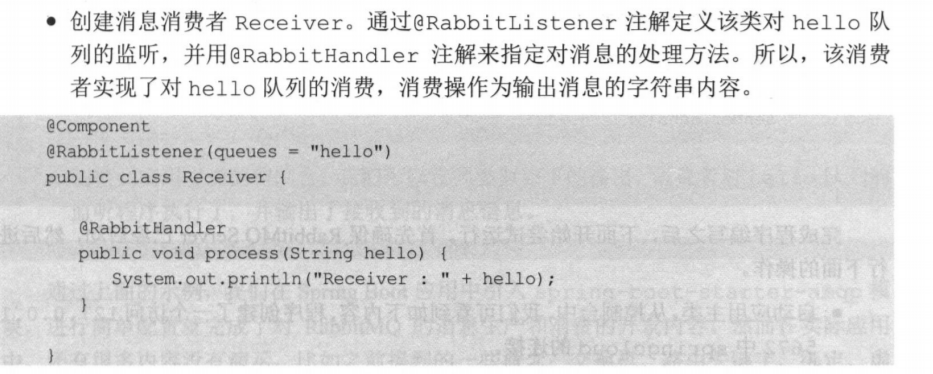 ● 创建消息消费者 Receiver。通过@RabbitListener 注解定义该类对 hello 队
列的监听，并用@RabbitHandler 注解来指定对消息的处理方法。所以，该消费
者实现了对 hello 队列的消费，消费操作为输出消息的字符串内容。
@Component
@RabbitListener(queues = "hello")
public class Receiver {
@RabbitHandler
public void process(String hello) {
System.out.println("Receiver : " + hello);
}
}